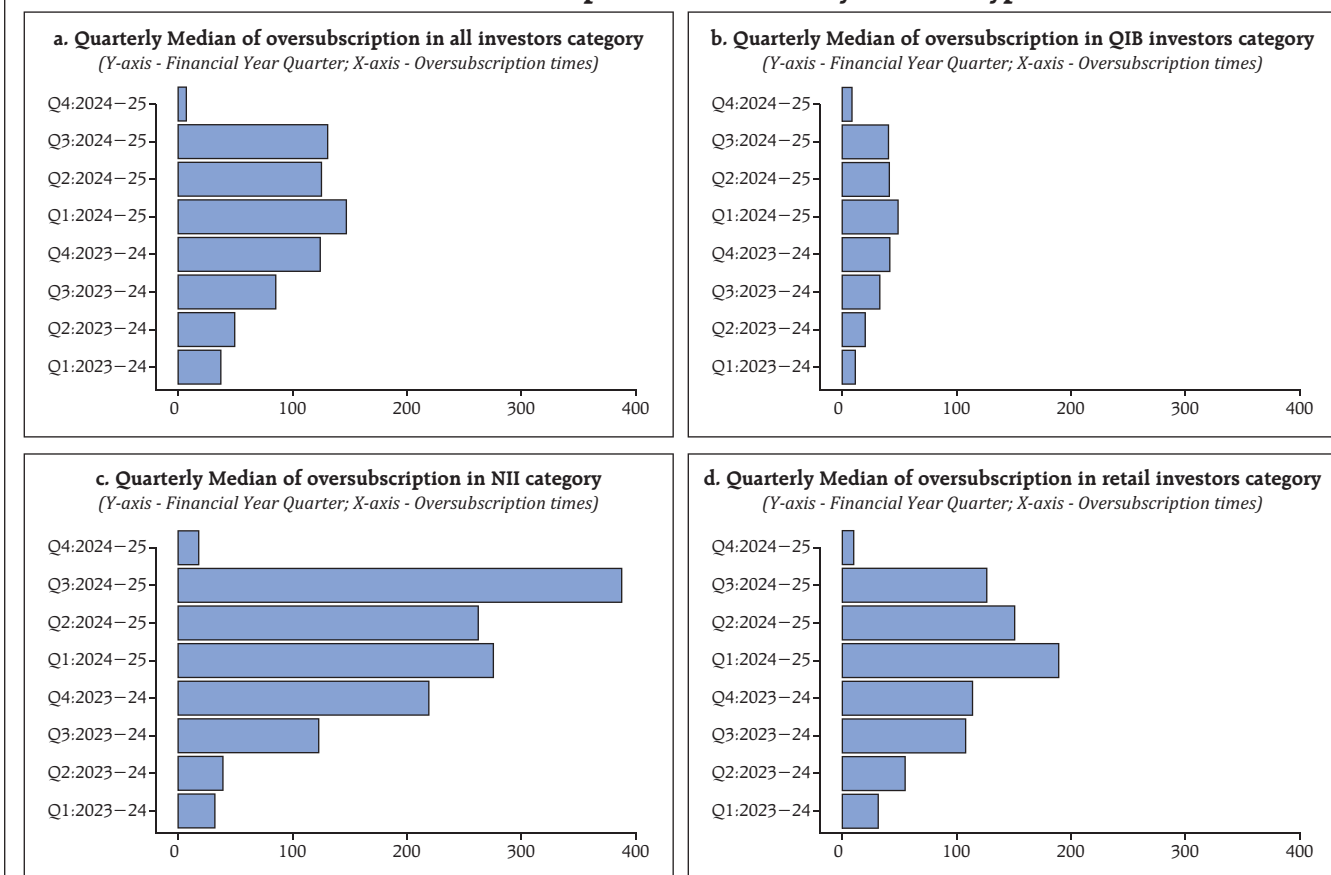 a. Quarterly Median of oversubscription in all investors category
(Y-axis - Financial Year Quarter; X-axis - Oversubscription times)
Q4:2024−25
Q3:2024−25
Q2:2024−25
Q1:2024−25
Q4:2023−24
Q3:2023−24
Q2:2023−24
Q1:2023−24
0 100 200 300 400
b. Quarterly Median of oversubscription in QIB investors category
(Y-axis - Financial Year Quarter; X-axis - Oversubscription times)
Q4:2024−25
Q3:2024−25
Q2:2024−25
Q1:2024−25
Q4:2023−24
Q3:2023−24
Q2:2023−24
Q1:2023−24
0 100 200 300 400
c. Quarterly Median of oversubscription in NII category
(Y-axis - Financial Year Quarter; X-axis - Oversubscription times)
Q4:2024−25
Q3:2024−25
Q2:2024−25
Q1:2024−25
Q4:2023−24
Q3:2023−24
Q2:2023−24
Q1:2023−24
0 100 200 300 400
d. Quarterly Median of oversubscription in retail investors category
(Y-axis - Financial Year Quarter; X-axis - Oversubscription times)
Q4:2024−25
Q3:2024−25
Q2:2024−25
Q1:2024−25
Q4:2023−24
Q3:2023−24
Q2:2023−24
Q1:2023−24
0 100 200 300 400